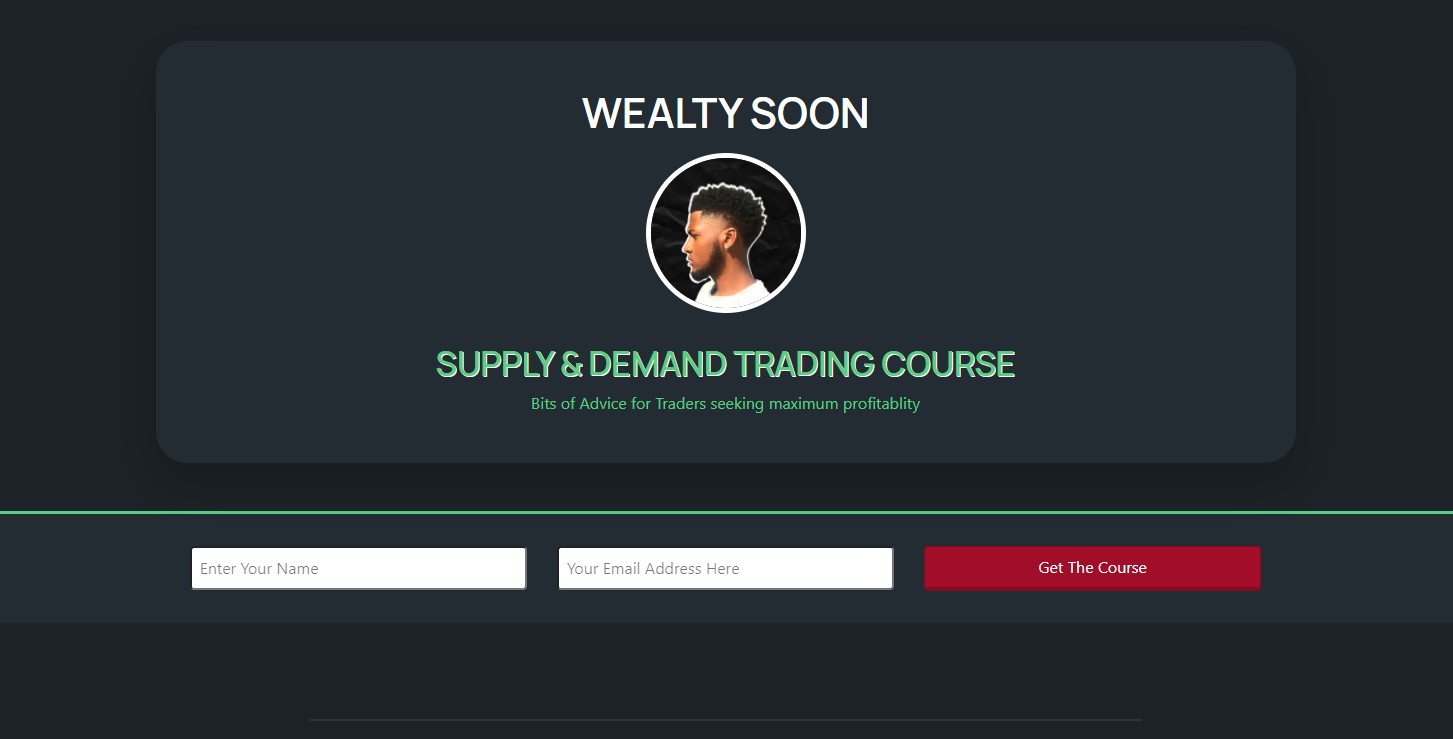 WEALTY SOON
SUPPLY & DEMAND TRADING COURSE
Bits of Advice for Traders seeking maximum profitablity
Enter Your Name
Your Email Address Here
Get The Course